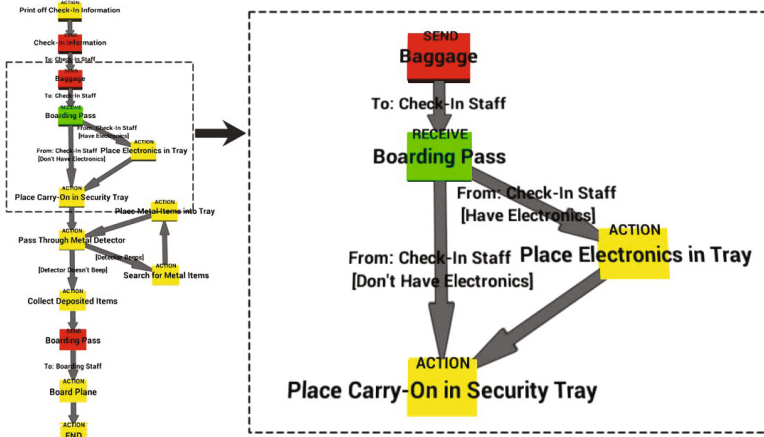 ACTION
Print off Check-In Information
SEND
Check-In Information
To: Check-In Staff
SEND
Baggage
To: Check-In Staff
RECEIVE
Boarding Pass
From: Check-In Staff
[Have Electronics]
ACTION
Place Electronics in Tray
From: Check-In Staff
[Don't Have Electronics]
ACTION
Place Carry-On in Security Tray
ACTION
Place Metal Items into Tray
ACTION
Pass Through Metal Detector
[Detector Beeps]
[Detector Doesn't Beep]
ACTION
Search for Metal Items
ACTION
Collect Deposited Items
SEND
Boarding Pass
To: Boarding Staff
ACTION
Board Plane
ACTION
END
SEND
Baggage
To: Check-In Staff
RECEIVE
Boarding Pass
From: Check-In Staff
[Have Electronics]
ACTION
Place Electronics in Tray
From: Check-In Staff
[Don't Have Electronics]
ACTION
Place Carry-On in Security Tray